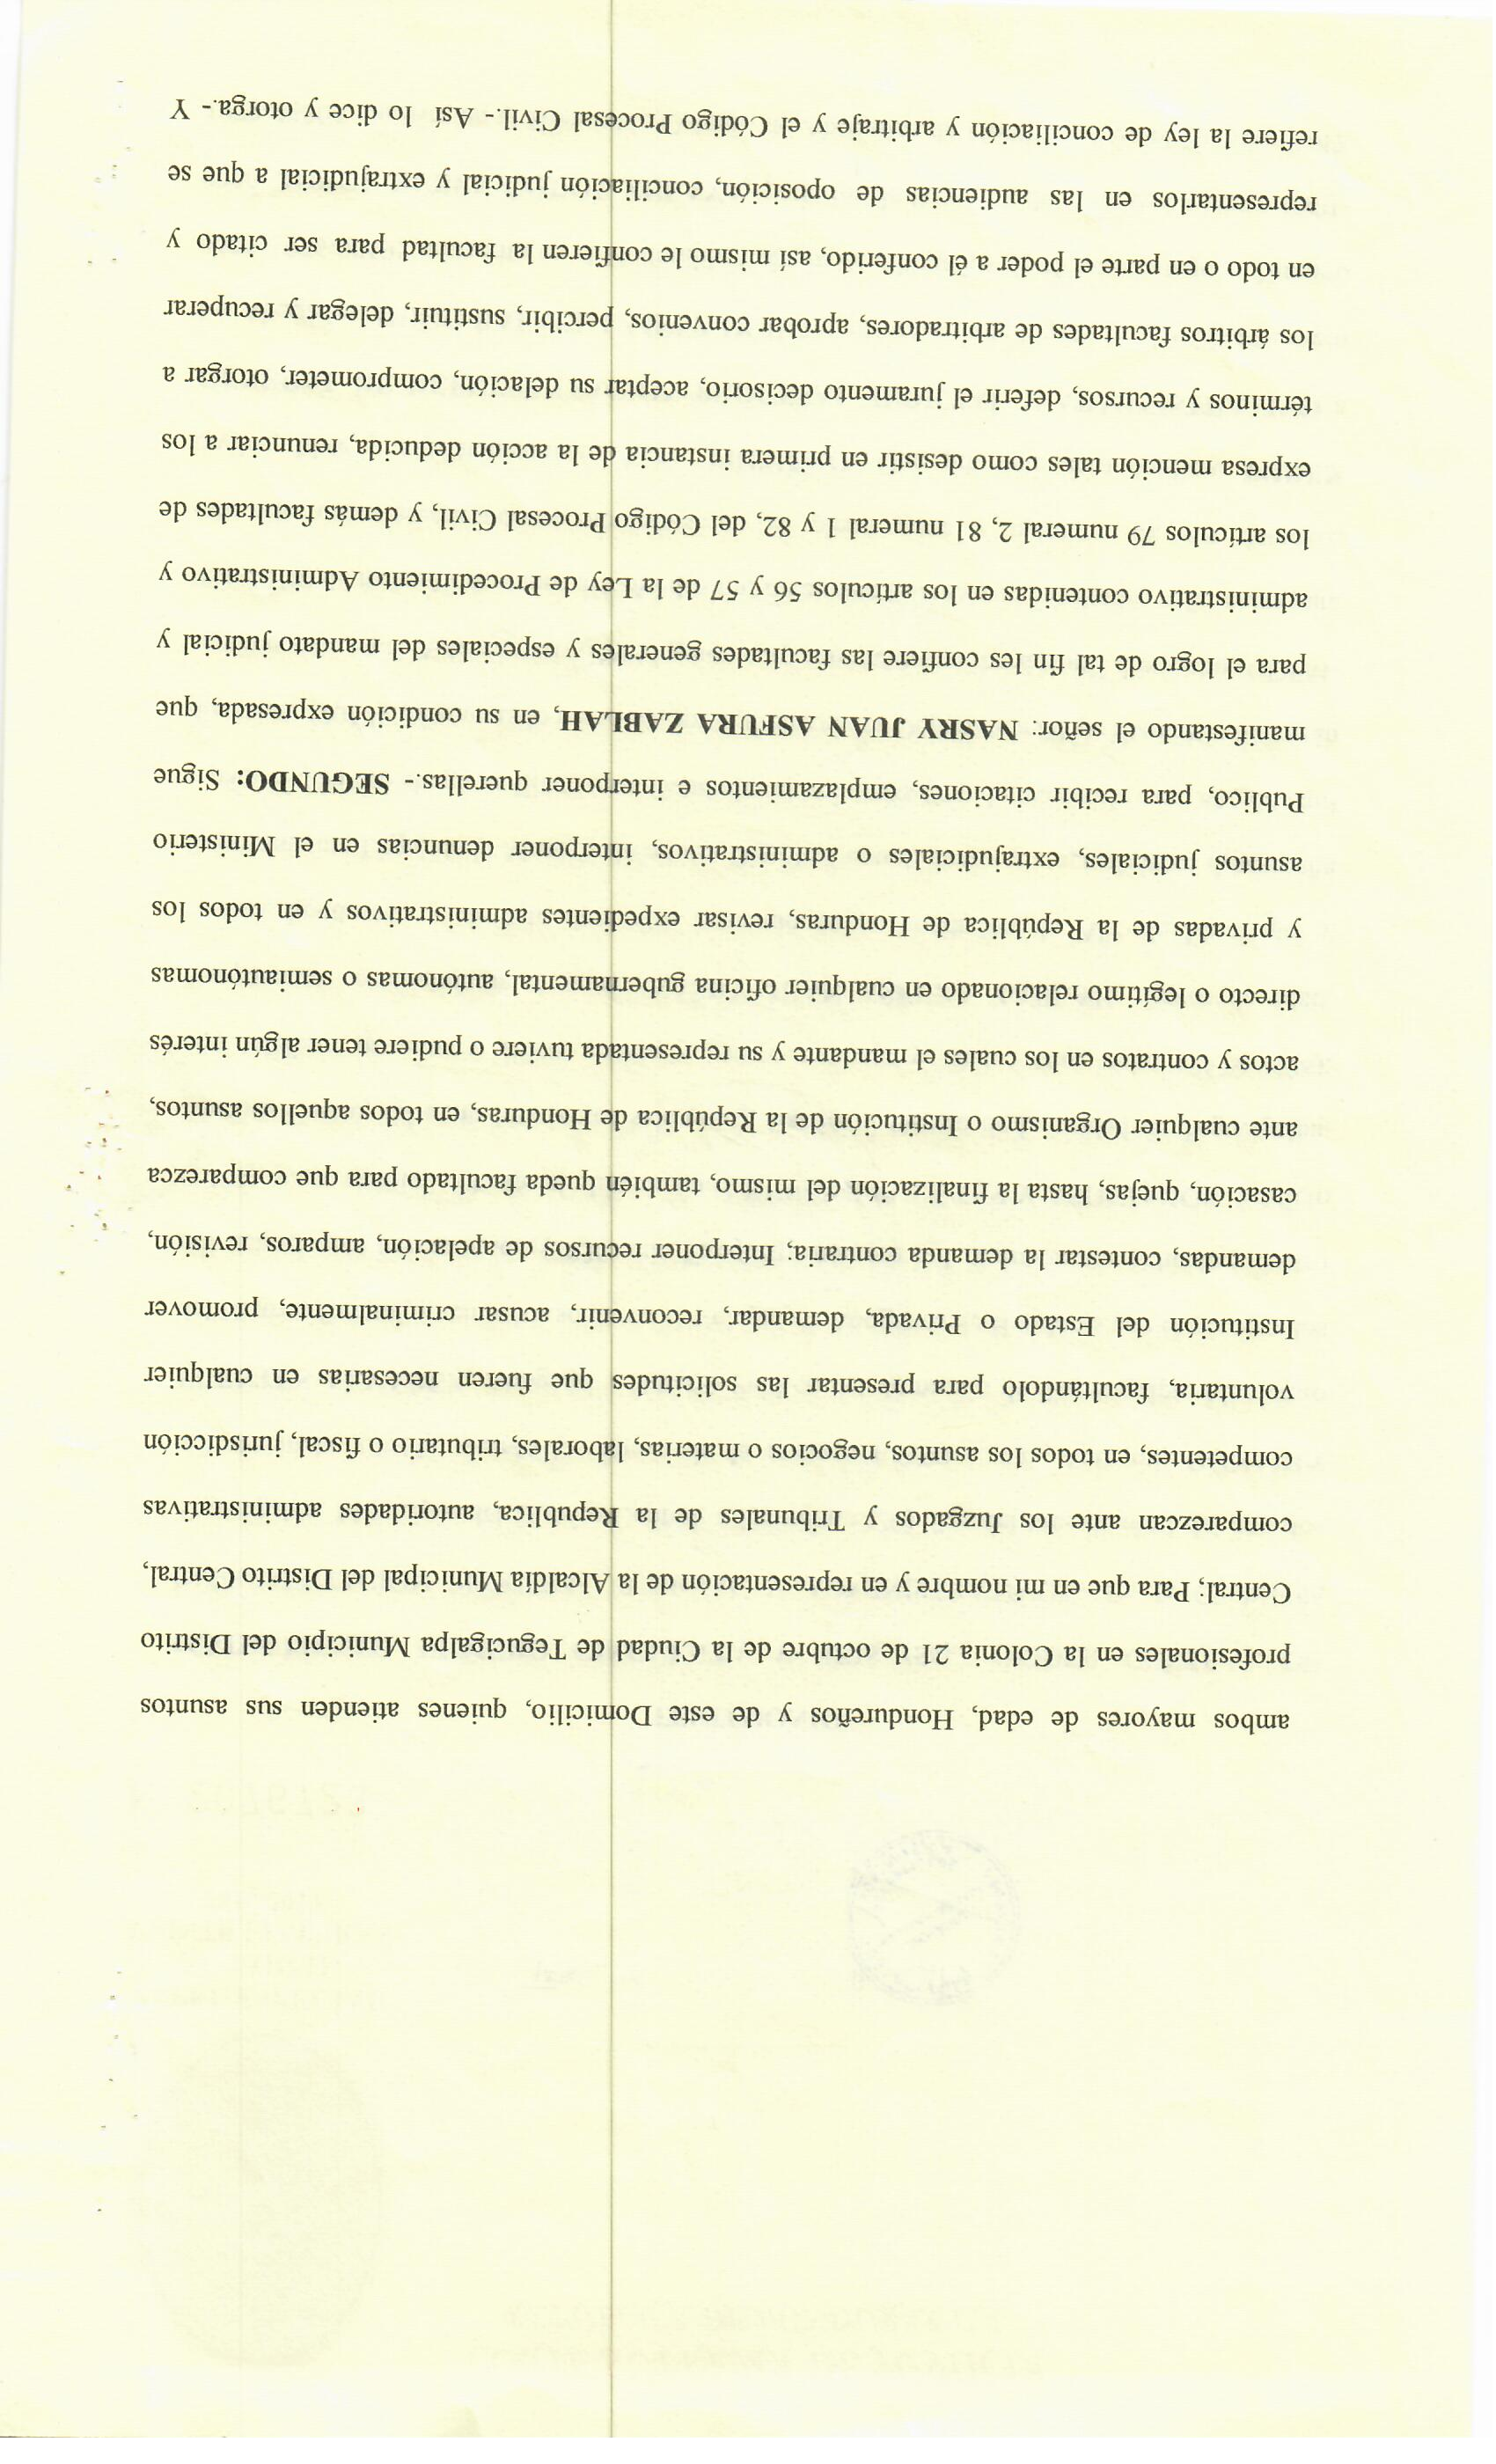 ambos mayores de edad, Hondureños y de este Domicilio, quienes atienden sus asuntos
profesionales en la Colonia 21 de octubre de la Ciudad de Tegucigalpa Municipio del Distrito
Central; Para que en mi nombre y en representación de la Alcaldía Municipal del Distrito Central,
comparezcan ante los Juzgados y Tribunales de la Republica, autoridades administrativas
competentes, en todos los asuntos, negocios o materias, laborales, tributario o fiscal, jurisdicción
voluntaria, facultándolo para presentar las solicitudes que fueren necesarias en cualquier
Institución del Estado o Privada, demandar, reconvenir, acusar criminalmente, promover
demandas, contestar la demanda contraria; Interponer recursos de apelación, amparos, revisión,
casación, quejas, hasta la finalización del mismo, también queda facultado para que comparezca
ante cualquier Organismo o Institución de la República de Honduras, en todos aquellos asuntos,
actos y contratos en los cuales el mandante y su representada tuviere o pudiere tener algún interés
directo o legítimo relacionado en cualquier oficina gubernamental, autónomas o semiautónomas
y privadas de la República de Honduras, revisar expedientes administrativos y en todos los
asuntos judiciales, extrajudiciales o administrativos, interponer denuncias en el Ministerio
Publico, para recibir citaciones, emplazamientos e interponer querellas.- SEGUNDO: Sigue
manifestando el señor: NASRY JUAN ASFURA ZABLAH, en su condición expresada, que
para el logro de tal fin les confiere las facultades generales y especiales del mandato judicial y
administrativo contenidas en los artículos 56 y 57 de la Ley de Procedimiento Administrativo y
los artículos 79 numeral 2, 81 numeral 1 y 82, del Código Procesal Civil, y demás facultades de
expresa mención tales como desistir en primera instancia de la acción deducida, renunciar a los
términos y recursos, deferir el juramento decisorio, aceptar su delación, comprometer, otorgar a
los árbitros facultades de arbitradores, aprobar convenios, percibir, sustituir, delegar y recuperar
en todo o en parte el poder a él conferido, así mismo le confieren la facultad para ser citado y
representarlos en las audiencias de oposición, conciliación judicial y extrajudicial a que se
refiere la ley de conciliación y arbitraje y el Código Procesal Civil.- Así lo dice y otorga.- Y